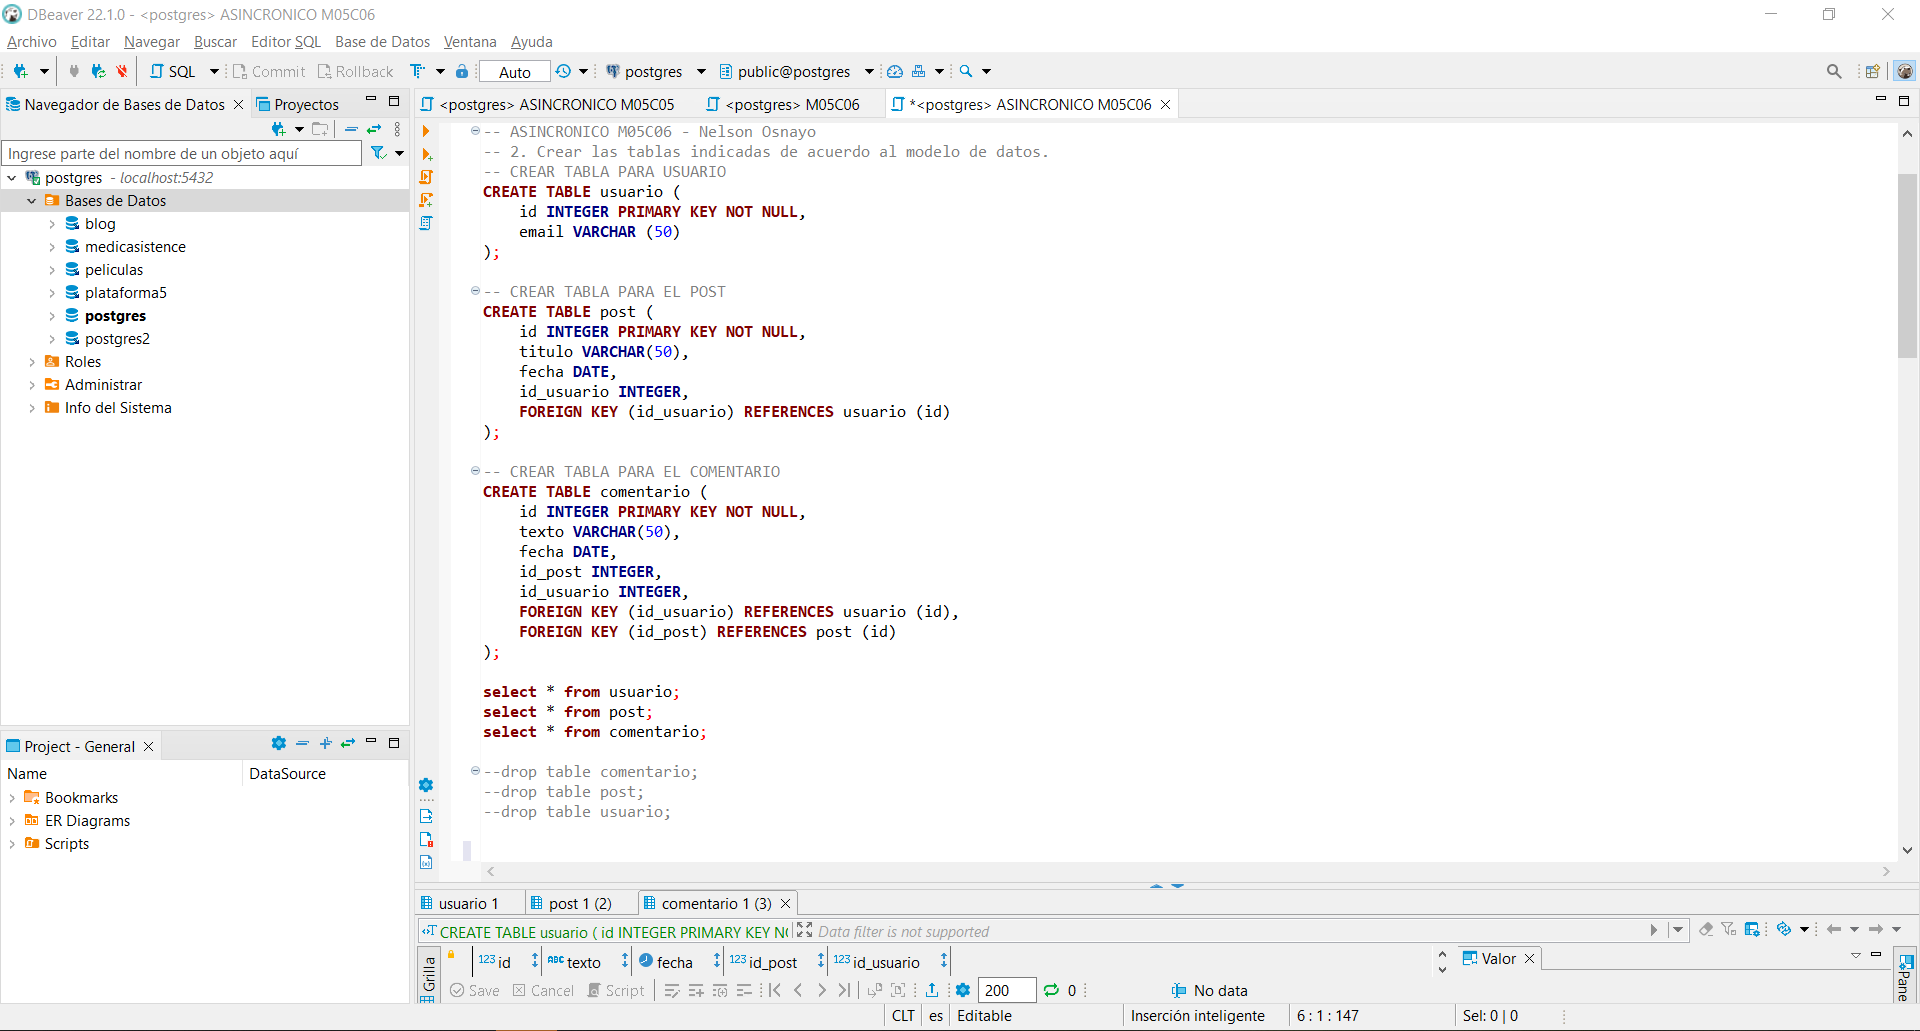 DBeaver 22.1.0 - <postgres> ASINCRONICO M05C06
Archivo Editar Navegar Buscar Editor SQL Base de Datos Ventana Ayuda
SQL Commit Rollback Auto postgres public@postgres
Navegador de Bases de Datos Proyectos
Ingrese parte del nombre de un objeto aquí
postgres - localhost:5432
Bases de Datos
blog
medicasistence
peliculas
plataforma5
postgres
postgres2
Roles
Administrar
Info del Sistema
Project - General
Name DataSource
Bookmarks
ER Diagrams
Scripts
<postgres> ASINCRONICO M05C05 <postgres> M05C06 *<postgres> ASINCRONICO M05C06
-- ASINCRONICO M05C06 - Nelson Osnayo
-- 2. Crear las tablas indicadas de acuerdo al modelo de datos.
-- CREAR TABLA PARA USUARIO
CREATE TABLE usuario (
id INTEGER PRIMARY KEY NOT NULL,
email VARCHAR (50)
);
-- CREAR TABLA PARA EL POST
CREATE TABLE post (
id INTEGER PRIMARY KEY NOT NULL,
titulo VARCHAR(50),
fecha DATE,
id_usuario INTEGER,
FOREIGN KEY (id_usuario) REFERENCES usuario (id)
);
-- CREAR TABLA PARA EL COMENTARIO
CREATE TABLE comentario (
id INTEGER PRIMARY KEY NOT NULL,
texto VARCHAR(50),
fecha DATE,
id_post INTEGER,
id_usuario INTEGER,
FOREIGN KEY (id_usuario) REFERENCES usuario (id),
FOREIGN KEY (id_post) REFERENCES post (id)
);
select * from usuario;
select * from post;
select * from comentario;
--drop table comentario;
--drop table post;
--drop table usuario;
usuario 1 post 1 (2) comentario 1 (3)
CREATE TABLE usuario ( id INTEGER PRIMARY KEY NO Data filter is not supported
Grilla
123 id ABC texto fecha 123 id_post 123 id_usuario
Valor
Pane
Save Cancel Script 200 0 No data
CLT es Editable Inserción inteligente 6 : 1 : 147 Sel: 0 | 0